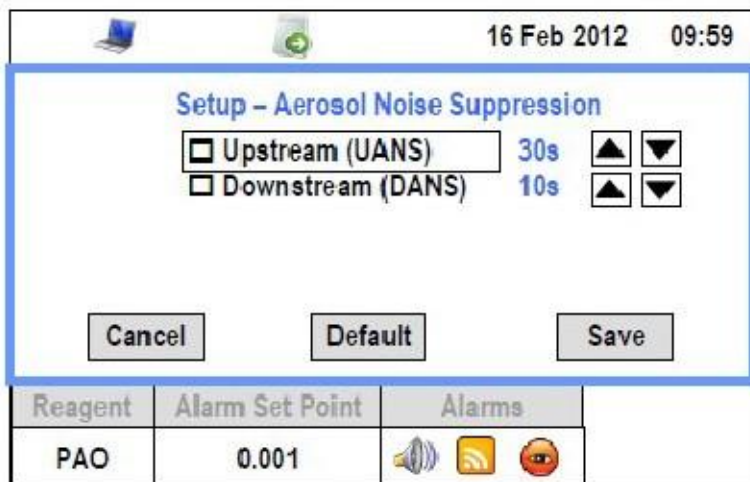 16 Feb 2012 09:59
Setup – Aerosol Noise Suppression
Upstream (UANS) 30s
Downstream (DANS) 10s
Cancel Default Save
Reagent Alarm Set Point Alarms
PAO 0.001